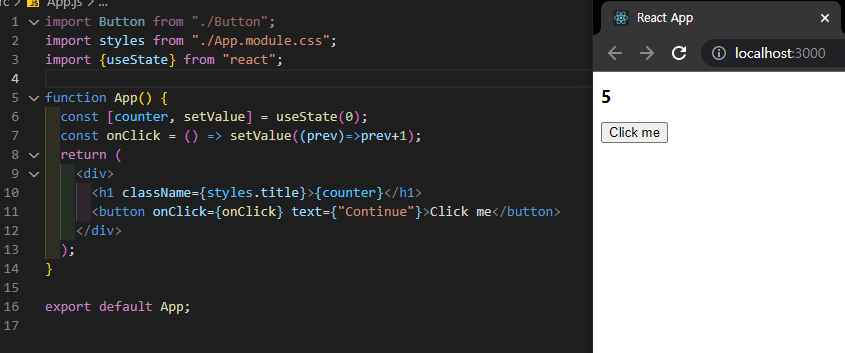 App.js > ...
1 import Button from "./Button";
2 import styles from "./App.module.css";
3 import {useState} from "react";
4
5 function App() {
6 const [counter, setValue] = useState(0);
7 const onClick = () => setValue((prev)=>prev+1);
8 return (
9 <div>
10 <h1 className={styles.title}>{counter}</h1>
11 <button onClick={onClick} text={"Continue"}>Click me</button>
12 </div>
13 );
14 }
15
16 export default App;
17
React App
localhost:3000
5
Click me